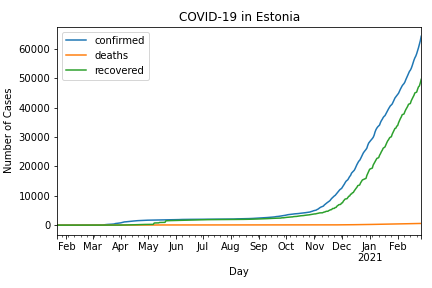 COVID-19 in Estonia
confirmed
deaths
recovered
Number of Cases
60000
50000
40000
30000
20000
10000
0
Feb Mar Apr May Jun Jul Aug Sep Oct Nov Dec Jan Feb
2021
Day